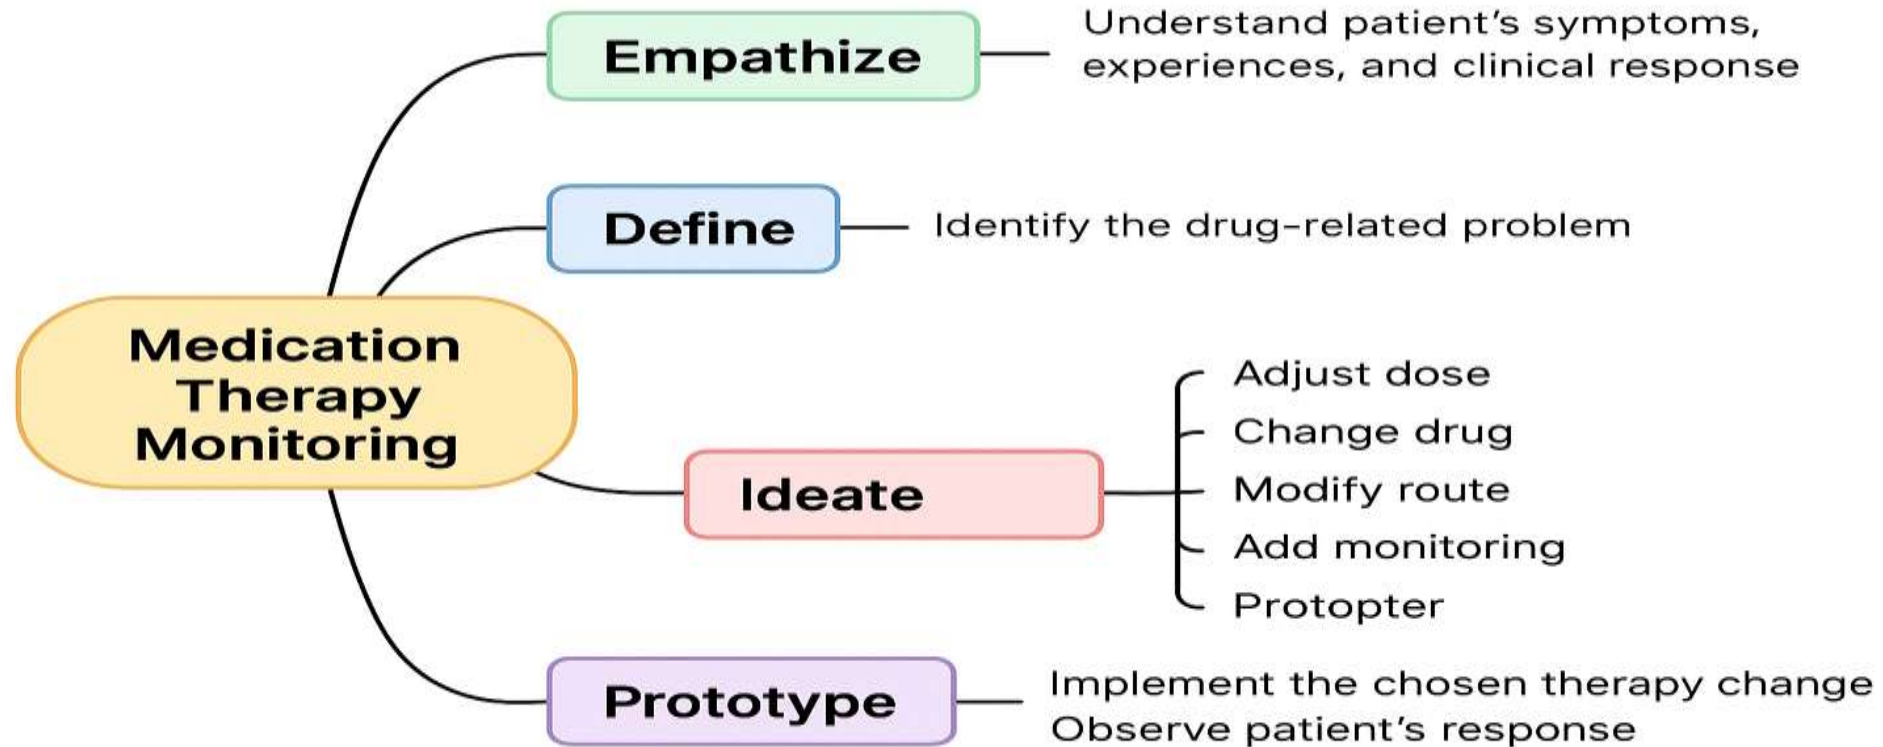 Empathize
Understand patient's symptoms,
experiences, and clinical response
Define
Identify the drug-related problem
Medication
Therapy
Monitoring
Ideate
Adjust dose
Change drug
Modify route
Add monitoring
Protopter
Prototype
Implement the chosen therapy change
Observe patient's response